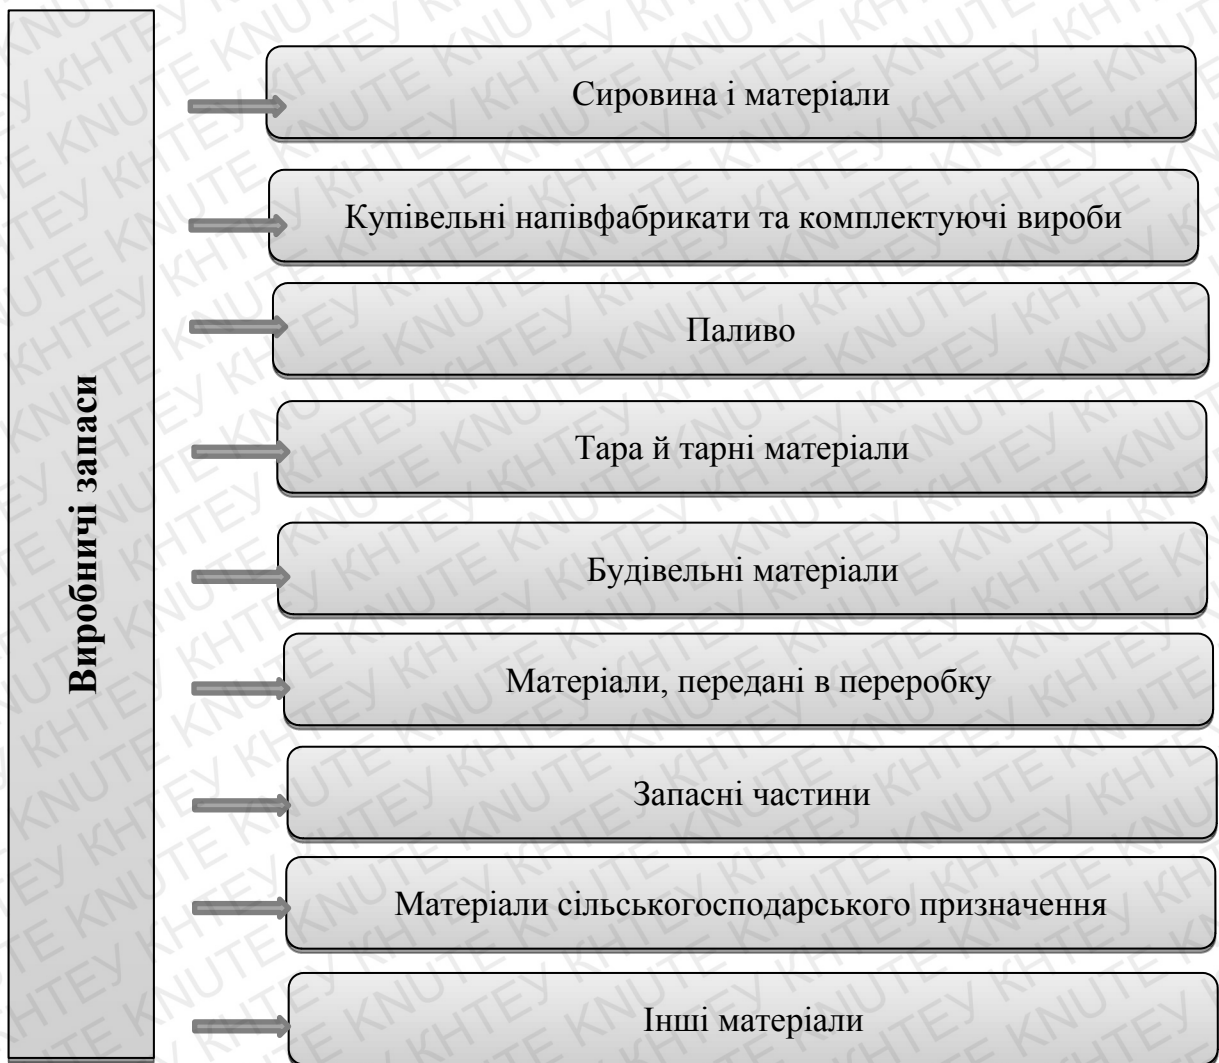 Виробничі запаси
Сировина і матеріали
Купівельні напівфабрикати та комплектуючі вироби
Паливо
Тара й тарні матеріали
Будівельні матеріали
Матеріали, передані в переробку
Запасні частини
Матеріали сільськогосподарського призначення
Інші матеріали